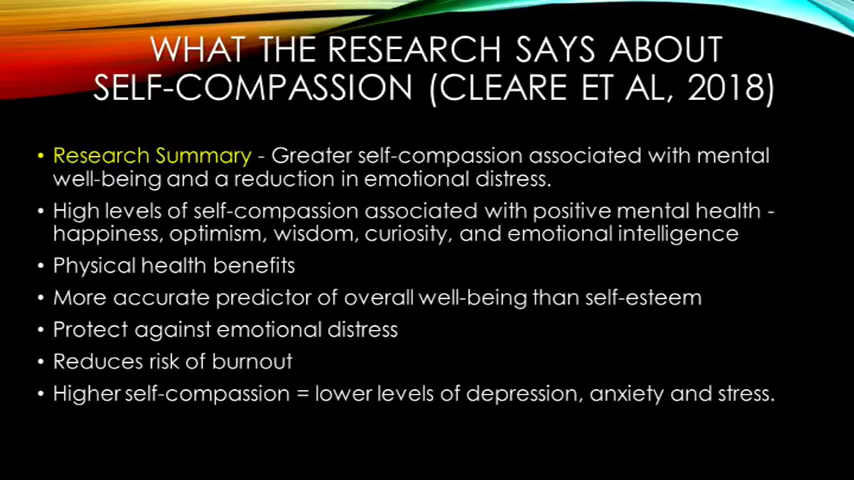 WHAT THE RESEARCH SAYS ABOUT
SELF-COMPASSION (CLEARE ET AL, 2018)
• Research Summary - Greater self-compassion associated with mental
well-being and a reduction in emotional distress.
• High levels of self-compassion associated with positive mental health -
happiness, optimism, wisdom, curiosity, and emotional intelligence
• Physical health benefits
• More accurate predictor of overall well-being than self-esteem
• Protect against emotional distress
• Reduces risk of burnout
• Higher self-compassion = lower levels of depression, anxiety and stress.